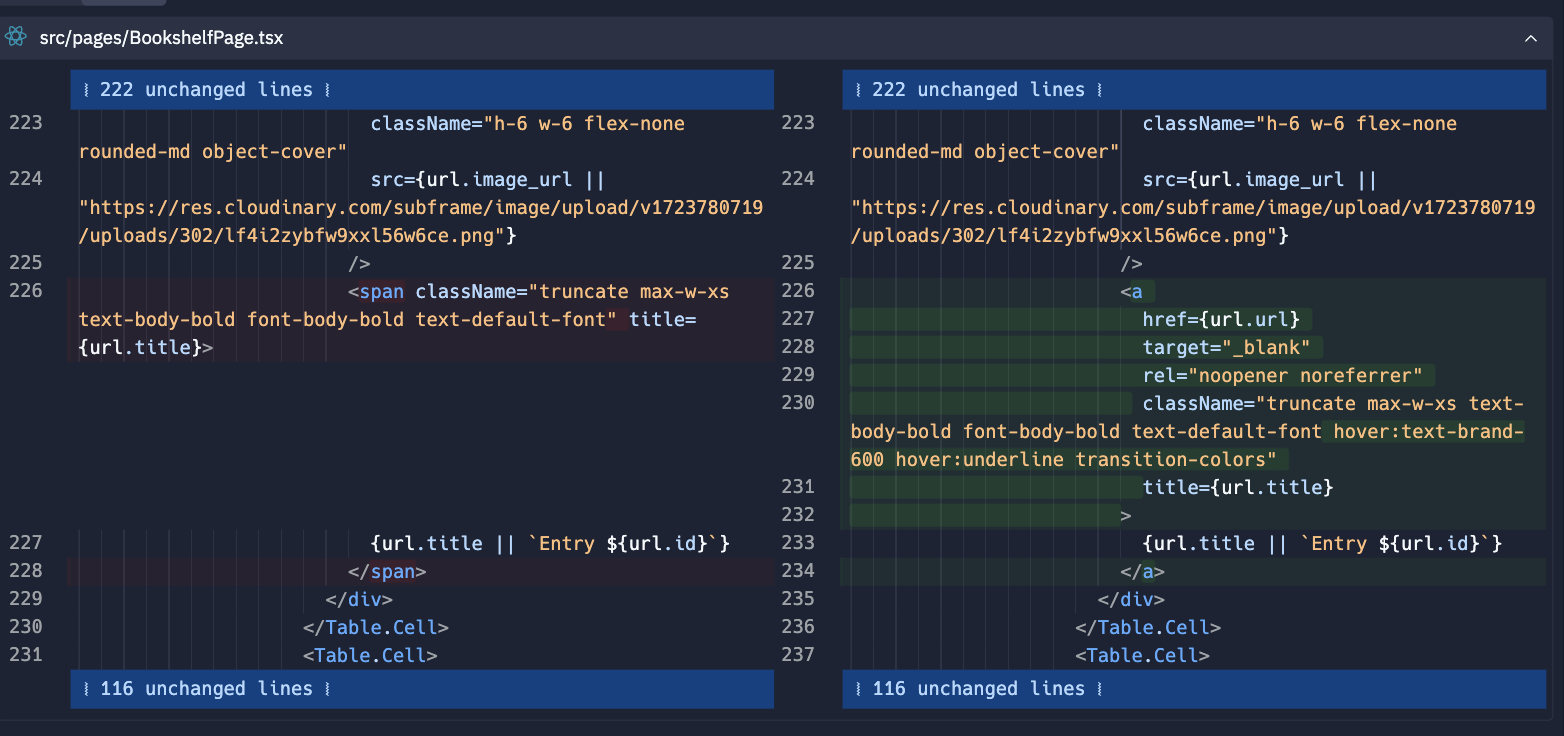 src/pages/BookshelfPage.tsx
222 unchanged lines
223 className="h-6 w-6 flex-none
rounded-md object-cover"
224 src={url.image_url ||
"https://res.cloudinary.com/subframe/image/upload/v1723780719
/uploads/302/lf4i2zybfw9xxl56w6ce.png"}
225 />
226 <span className="truncate max-w-xs
text-body-bold font-body-bold text-default-font" title=
{url.title}>
227 {url.title || `Entry ${url.id}`}
228 </span>
229 </div>
230 </Table.Cell>
231 <Table.Cell>
116 unchanged lines
222 unchanged lines
223 className="h-6 w-6 flex-none
rounded-md object-cover"
224 src={url.image_url ||
"https://res.cloudinary.com/subframe/image/upload/v1723780719
/uploads/302/lf4i2zybfw9xxl56w6ce.png"}
225 />
226 <a
227 href={url.url}
228 target="_blank"
229 rel="noopener noreferrer"
230 className="truncate max-w-xs text-
body-bold font-body-bold text-default-font hover:text-brand-
600 hover:underline transition-colors"
231 title={url.title}
232 >
233 {url.title || `Entry ${url.id}`}
234 </a>
235 </div>
236 </Table.Cell>
237 <Table.Cell>
116 unchanged lines